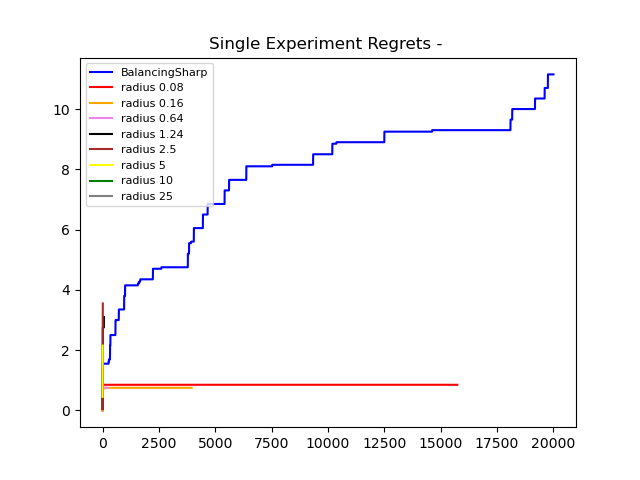 Single Experiment Regrets -
BalancingSharp
radius 0.08
radius 0.16
radius 0.64
radius 1.24
radius 2.5
radius 5
radius 10
radius 25
10
8
6
4
2
0
0 2500 5000 7500 10000 12500 15000 17500 20000